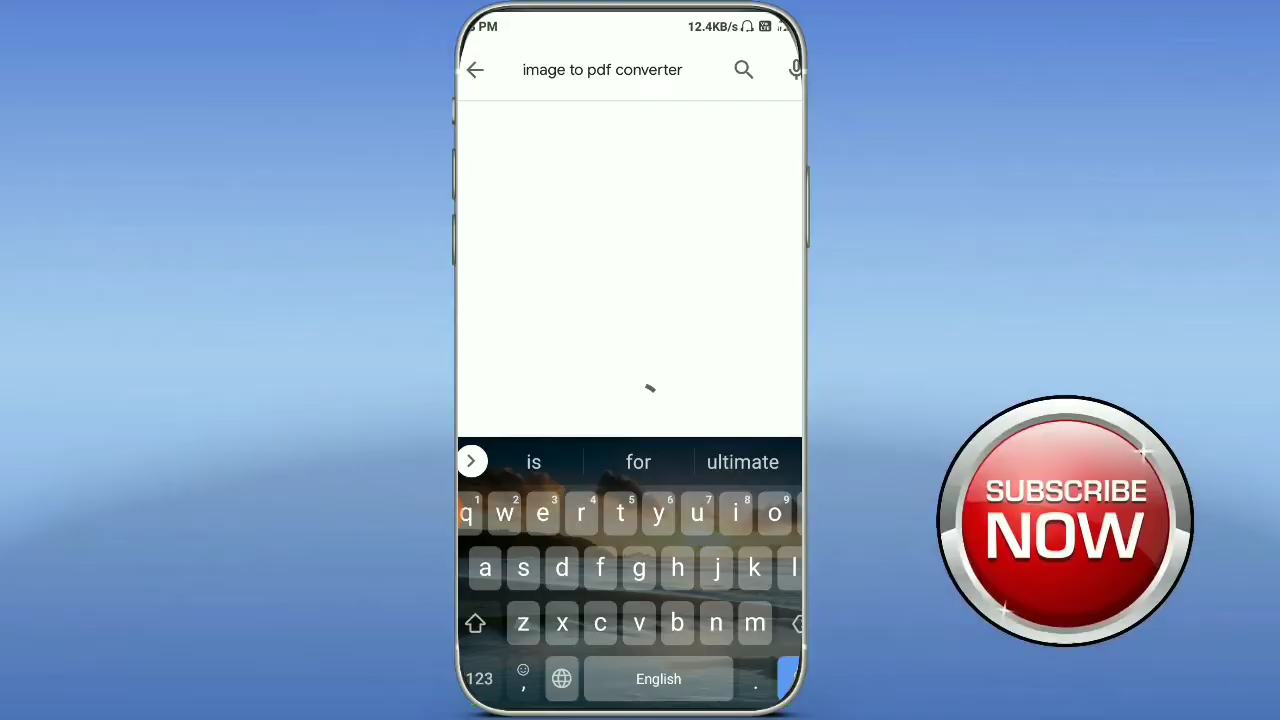 PM 12.4KB/s
image to pdf converter
is for ultimate
1 2 3 4 5 6 7 8 9
q w e r t y u i o
a s d f g h j k l
z x c v b n m
123 , English .
SUBSCRIBE
NOW